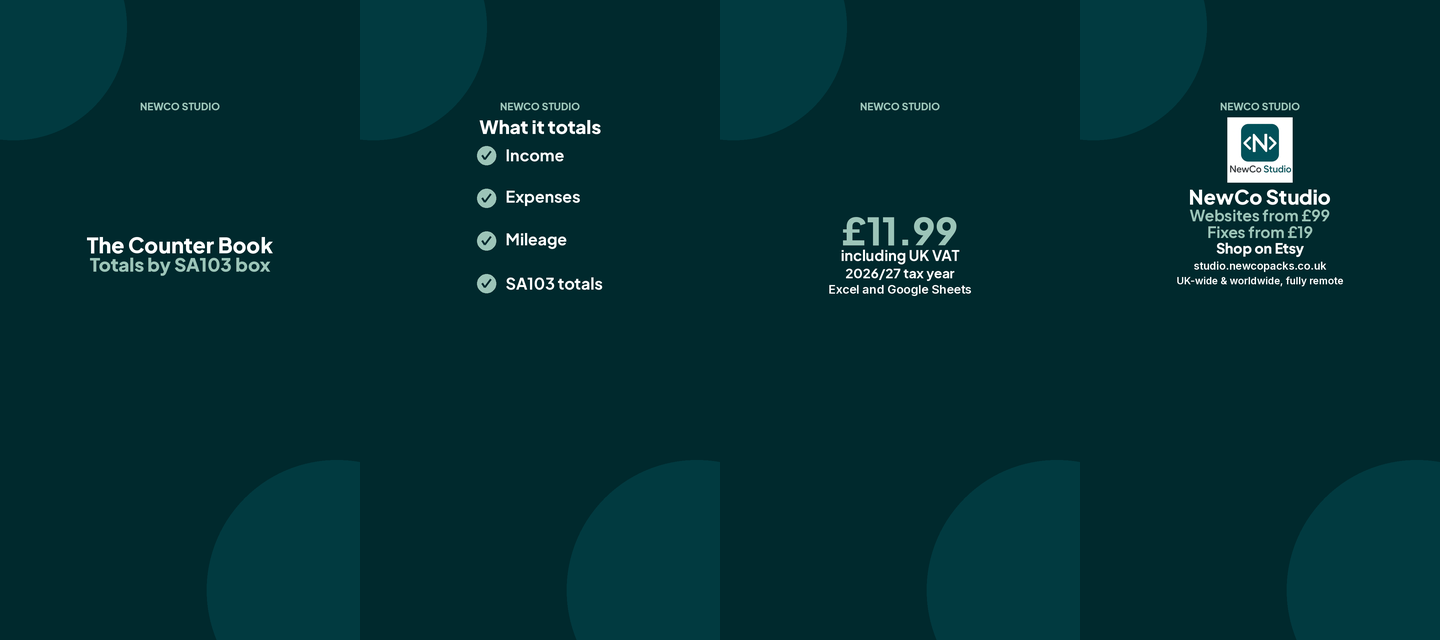 NEWCO STUDIO
The Counter Book
Totals by SA103 box
NEWCO STUDIO
What it totals
Income
Expenses
Mileage
SA103 totals
NEWCO STUDIO
£11.99
including UK VAT
2026/27 tax year
Excel and Google Sheets
NEWCO STUDIO
<N>
NewCo Studio
NewCo Studio
Websites from £99
Fixes from £19
Shop on Etsy
studio.newcopacks.co.uk
UK-wide & worldwide, fully remote